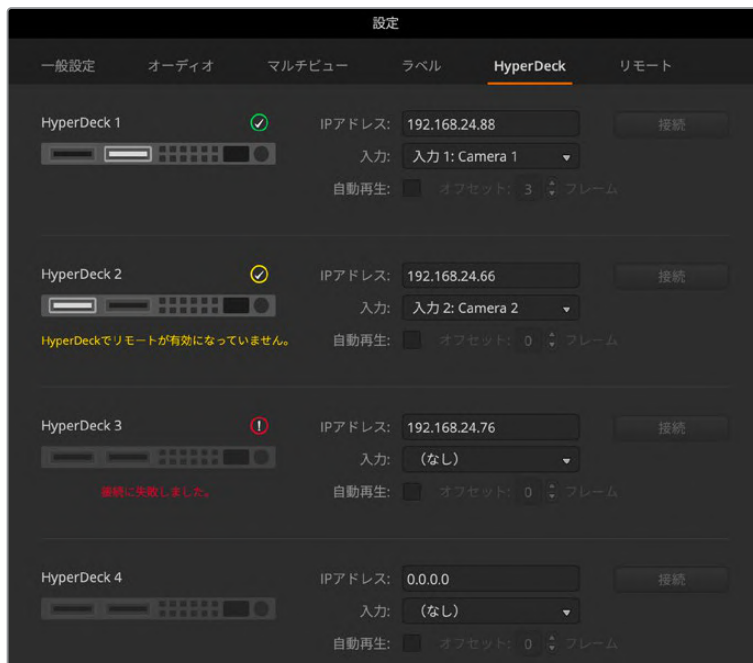 設定
一般設定 オーディオ マルチビュー ラベル HyperDeck リモート
HyperDeck 1 IPアドレス: 192.168.24.88 接続
入力: 入力 1: Camera 1
自動再生: オフセット: 3 フレーム
HyperDeck 2 IPアドレス: 192.168.24.66 接続
入力: 入力 2: Camera 2
HyperDeckでリモートが有効になっていません。 自動再生: オフセット: 0 フレーム
HyperDeck 3 IPアドレス: 192.168.24.76 接続
入力: （なし）
接続に失敗しました。 自動再生: オフセット: 0 フレーム
HyperDeck 4 IPアドレス: 0.0.0.0 接続
入力: （なし）
自動再生: オフセット: 0 フレーム